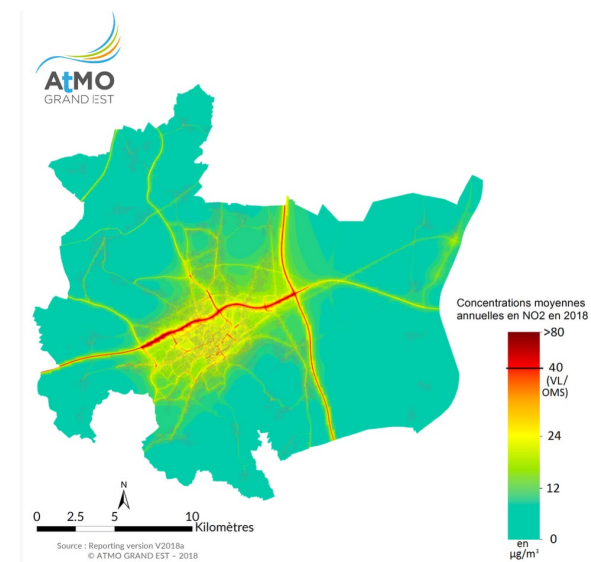 AtMO
GRAND EST
Concentrations moyennes
annuelles en NO2 en 2018
>80
40
(VL/
OMS)
24
12
0
en
µg/m³
N
0 2.5 5 10
Kilomètres
Source : Reporting version V2018a
© ATMO GRAND EST – 2018